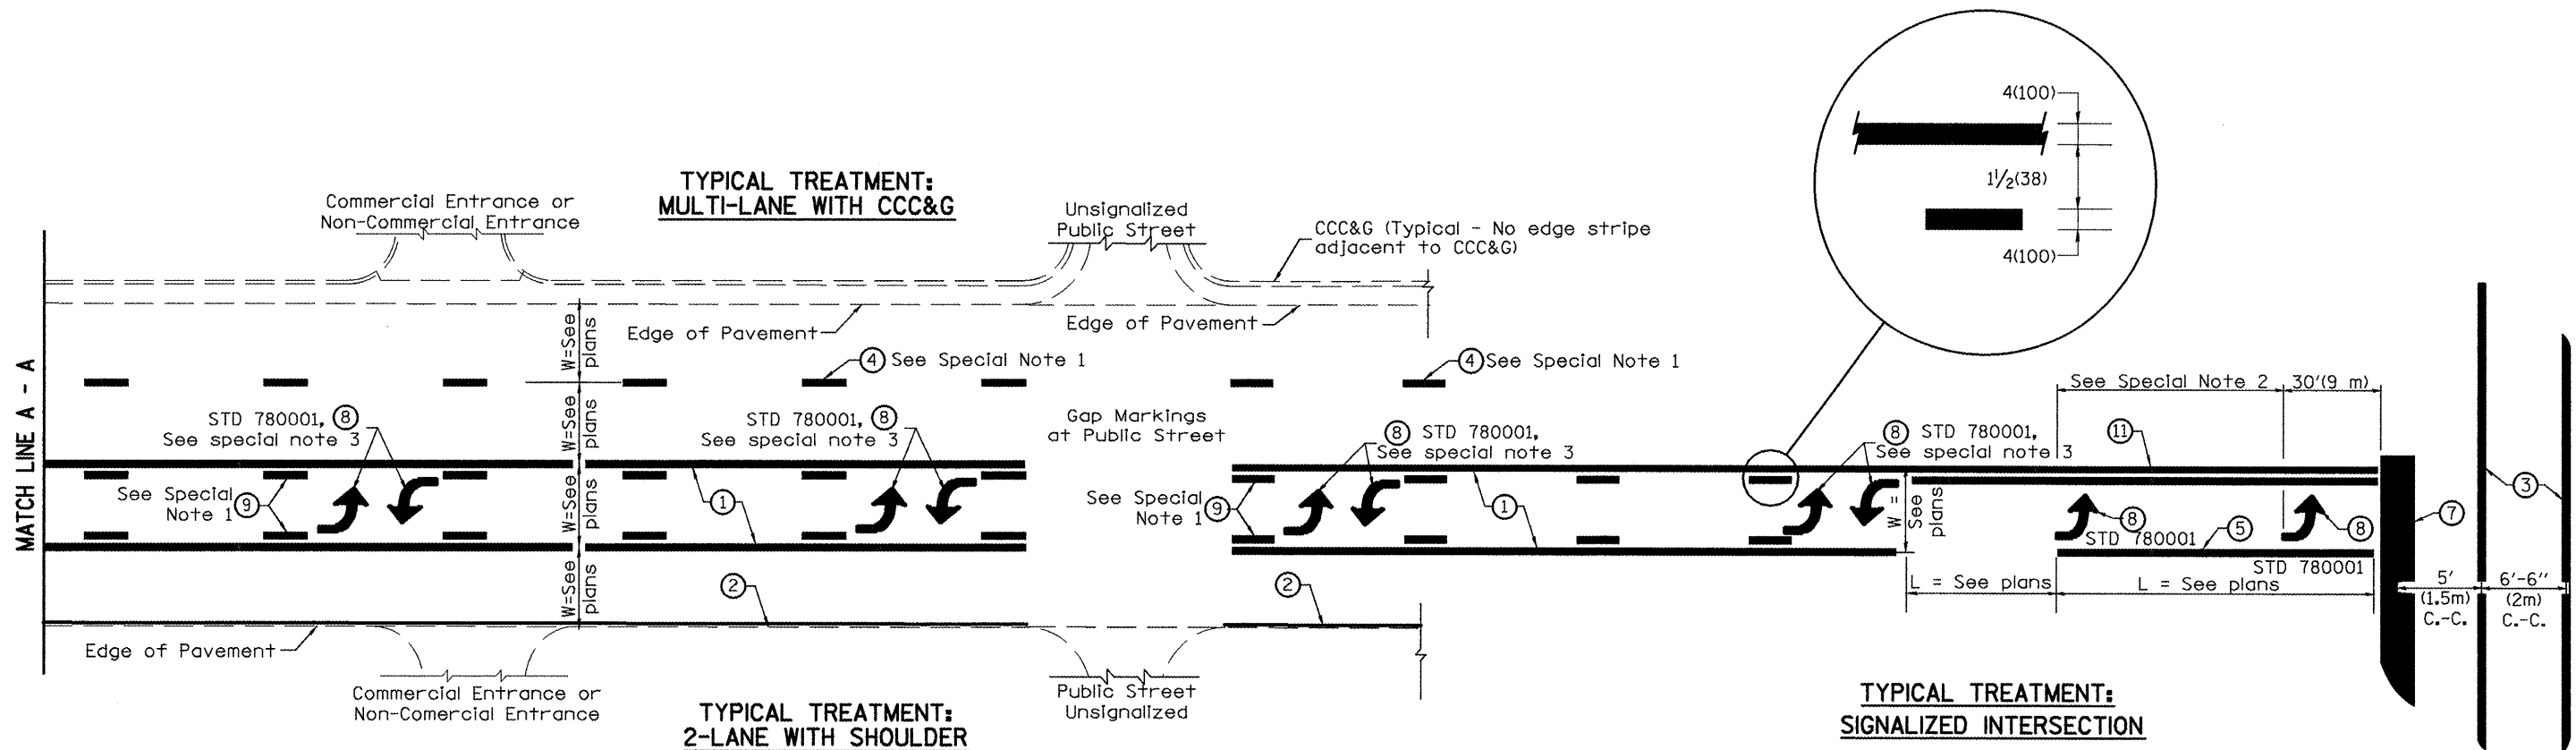 TYPICAL TREATMENT:
MULTI-LANE WITH CCC&G
Commercial Entrance or
Non-Commercial Entrance
Unsignalized
Public Street
CCC&G (Typical - No edge stripe
adjacent to CCC&G)
4(100)
1½(38)
4(100)
MATCH LINE A - A
Edge of Pavement
Edge of Pavement
W=See
plans
W=See
plans
W=See
plans
W=See
plans
4 See Special Note 1
4 See Special Note 1
STD 780001, 8
See special note 3
STD 780001, 8
See special note 3
Gap Markings
at Public Street
8 STD 780001,
See special note 3
8 STD 780001,
See special note 3
See Special Note 2
30'(9 m)
11
See Special
Note 1 9
1
See Special
Note 1 9
1
W =
See
plans
8
STD 780001
5
8
7
3
STD 780001
2
2
L = See plans
L = See plans
5'
(1.5m)
C.-C.
6'-6"
(2m)
C.-C.
Edge of Pavement
Commercial Entrance or
Non-Comercial Entrance
Public Street
Unsignalized
TYPICAL TREATMENT:
2-LANE WITH SHOULDER
TYPICAL TREATMENT:
SIGNALIZED INTERSECTION